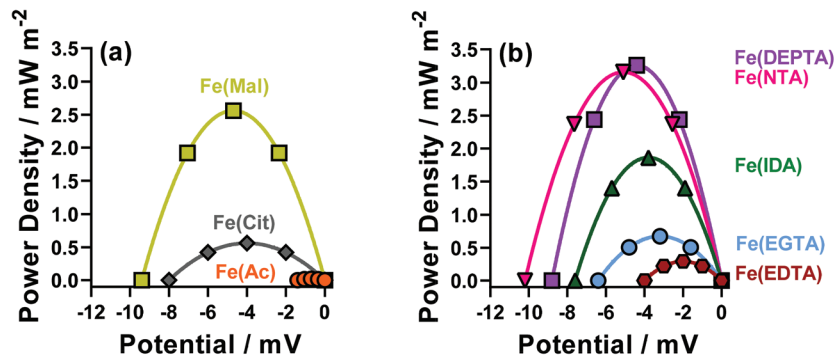 (a)
Power Density / mW m-2
3.5
3.0
2.5
2.0
1.5
1.0
0.5
0.0
Fe(Mal)
Fe(Cit)
Fe(Ac)
-12 -10 -8 -6 -4 -2 0
Potential / mV
(b)
Power Density / mW m-2
3.5
3.0
2.5
2.0
1.5
1.0
0.5
0.0
Fe(DEPTA)
Fe(NTA)
Fe(IDA)
Fe(EGTA)
Fe(EDTA)
-12 -10 -8 -6 -4 -2 0
Potential / mV